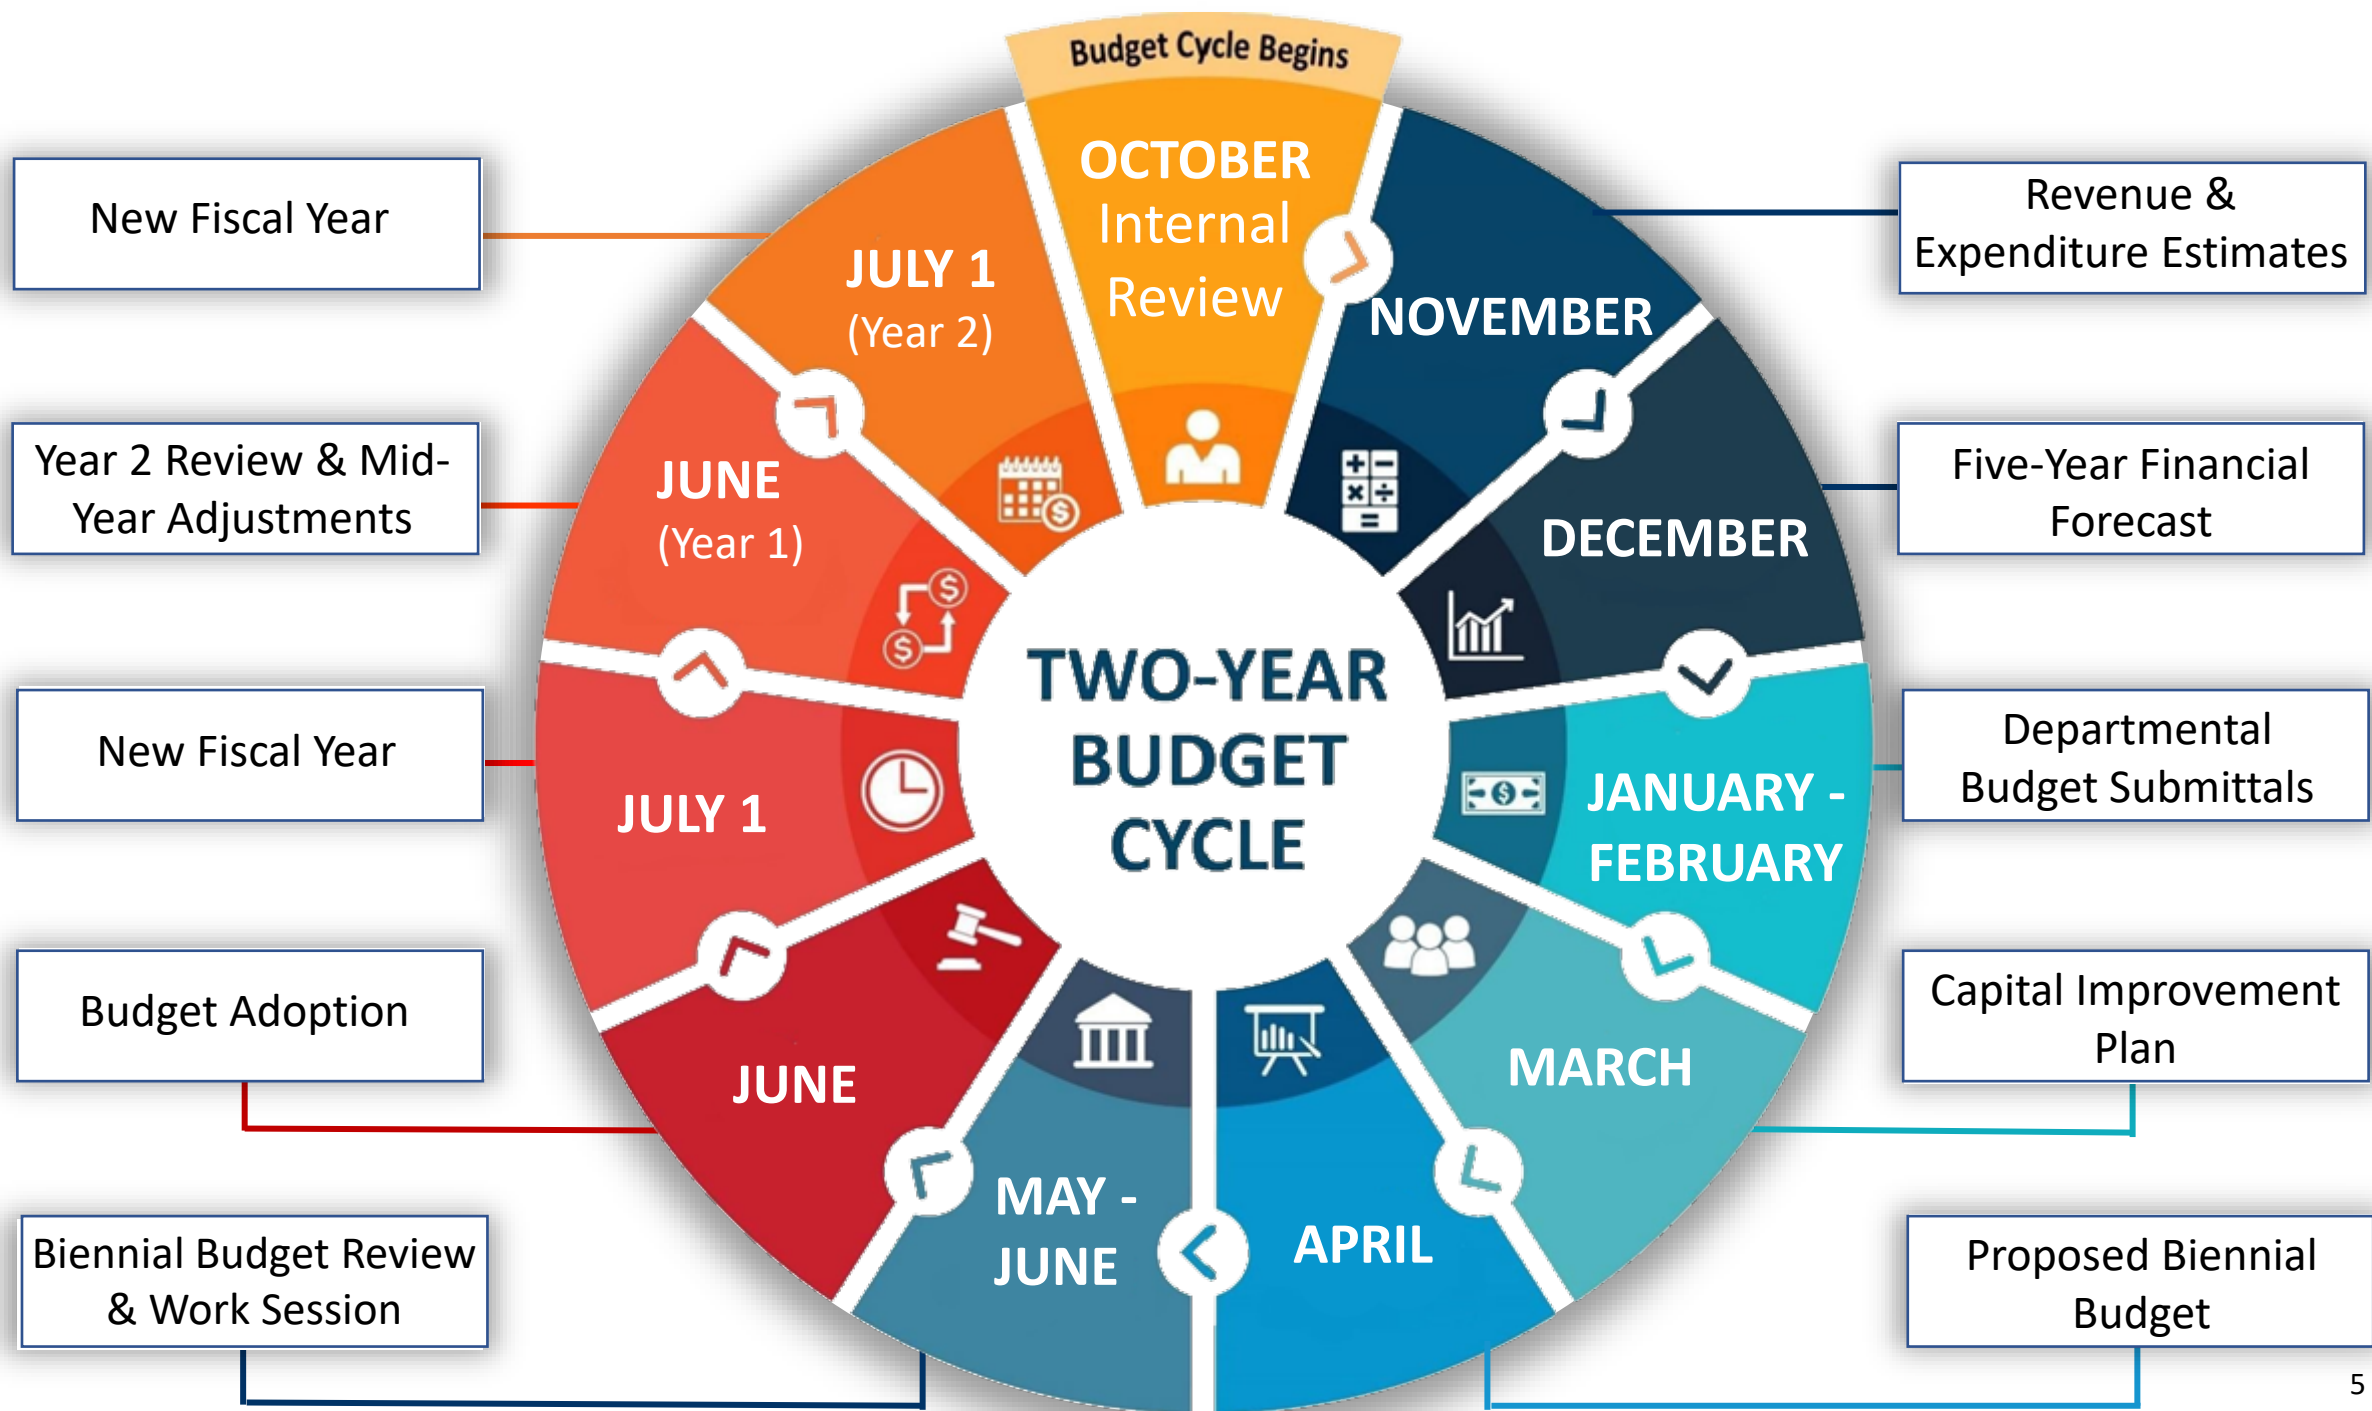 Budget Cycle Begins
OCTOBER
Internal
Review
NOVEMBER
Revenue &
Expenditure Estimates
DECEMBER
Five-Year Financial
Forecast
JANUARY -
FEBRUARY
Departmental
Budget Submittals
MARCH
Capital Improvement
Plan
APRIL
Proposed Biennial
Budget
MAY -
JUNE
Biennial Budget Review
& Work Session
JUNE
Budget Adoption
JULY 1
New Fiscal Year
JUNE
(Year 1)
Year 2 Review & Mid-
Year Adjustments
JULY 1
(Year 2)
New Fiscal Year
TWO-YEAR
BUDGET
CYCLE
5